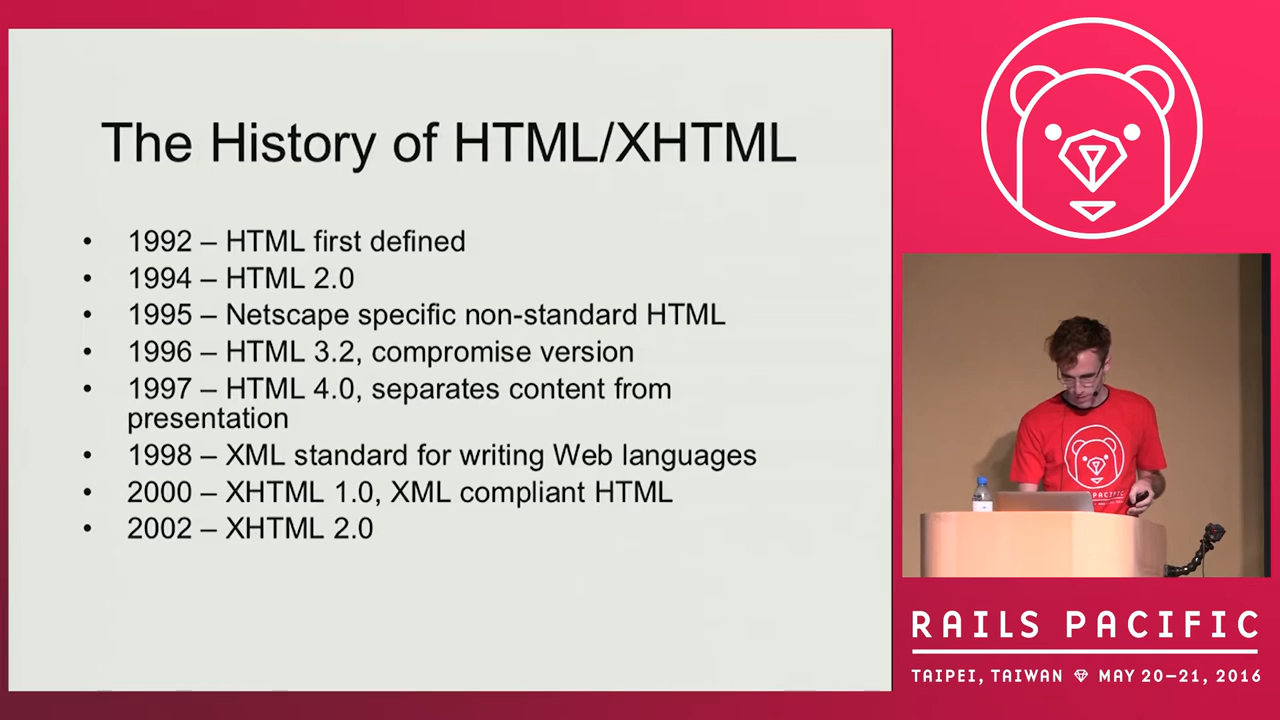 The History of HTML/XHTML
• 1992 – HTML first defined
• 1994 – HTML 2.0
• 1995 – Netscape specific non-standard HTML
• 1996 – HTML 3.2, compromise version
• 1997 – HTML 4.0, separates content from
presentation
• 1998 – XML standard for writing Web languages
• 2000 – XHTML 1.0, XML compliant HTML
• 2002 – XHTML 2.0
PACIFIC
RAILS PACIFIC
TAIPEI, TAIWAN MAY 20–21, 2016